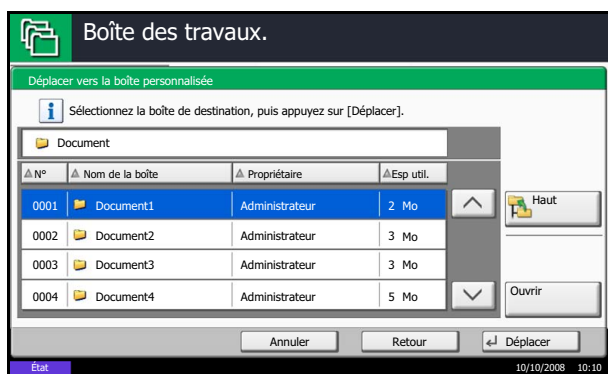 Boîte des travaux.
Déplacer vers la boîte personnalisée
Sélectionnez la boîte de destination, puis appuyez sur [Déplacer].
Document
N° Nom de la boîte Propriétaire Esp util.
0001 Document1 Administrateur 2 Mo
0002 Document2 Administrateur 3 Mo
0003 Document3 Administrateur 3 Mo
0004 Document4 Administrateur 5 Mo
Haut
Ouvrir
Annuler Retour Déplacer
État 10/10/2008 10:10